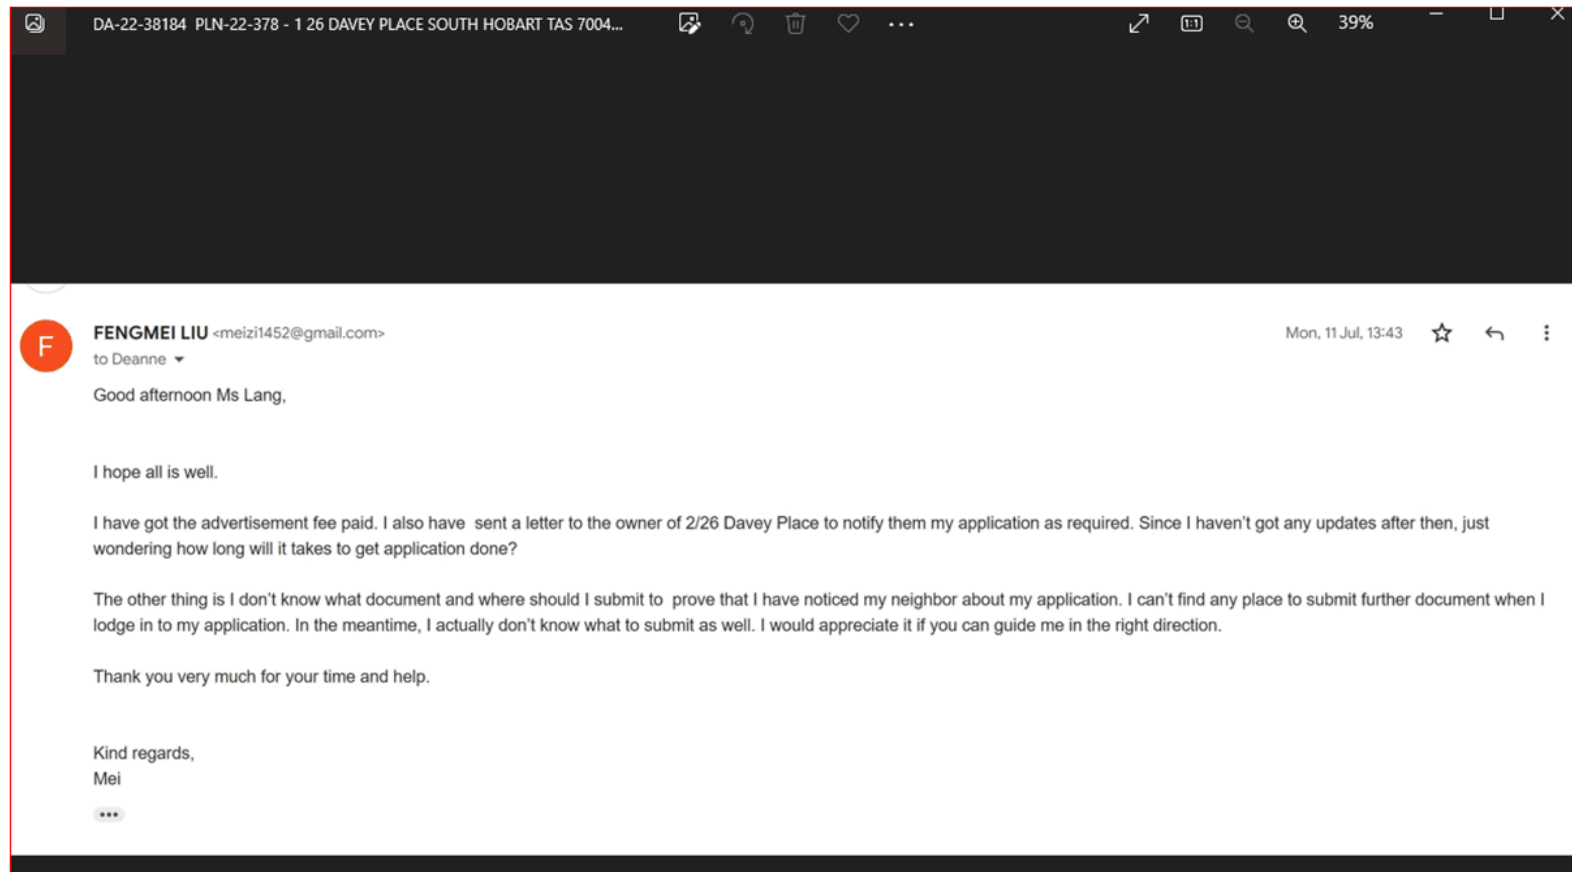 DA-22-38184 PLN-22-378 - 1 26 DAVEY PLACE SOUTH HOBART TAS 7004...
1:1
39%
F
FENGMEI LIU <meizi1452@gmail.com>
Mon, 11 Jul, 13:43
to Deanne
Good afternoon Ms Lang,
I hope all is well.
I have got the advertisement fee paid. I also have  sent a letter to the owner of 2/26 Davey Place to notify them my application as required. Since I haven't got any updates after then, just
wondering how long will it takes to get application done?
The other thing is I don't know what document and where should I submit to  prove that I have noticed my neighbor about my application. I can't find any place to submit further document when I
lodge in to my application. In the meantime, I actually don't know what to submit as well. I would appreciate it if you can guide me in the right direction.
Thank you very much for your time and help.
Kind regards,
Mei